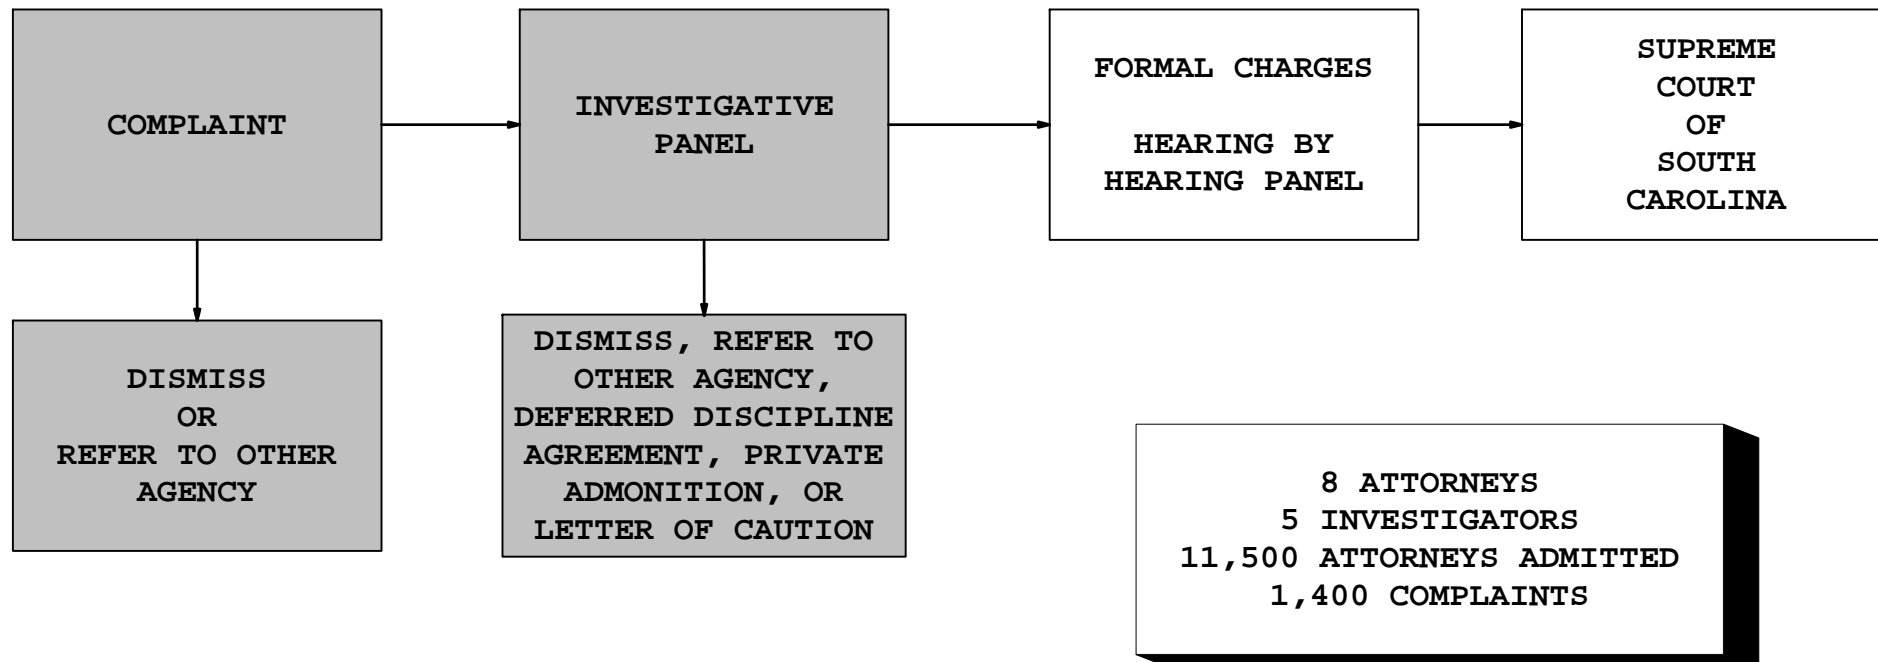 COMPLAINT
INVESTIGATIVE
PANEL
FORMAL CHARGES
HEARING BY
HEARING PANEL
SUPREME
COURT
OF
SOUTH
CAROLINA
DISMISS
OR
REFER TO OTHER
AGENCY
DISMISS, REFER TO
OTHER AGENCY,
DEFERRED DISCIPLINE
AGREEMENT, PRIVATE
ADMONITION, OR
LETTER OF CAUTION
8 ATTORNEYS
5 INVESTIGATORS
11,500 ATTORNEYS ADMITTED
1,400 COMPLAINTS